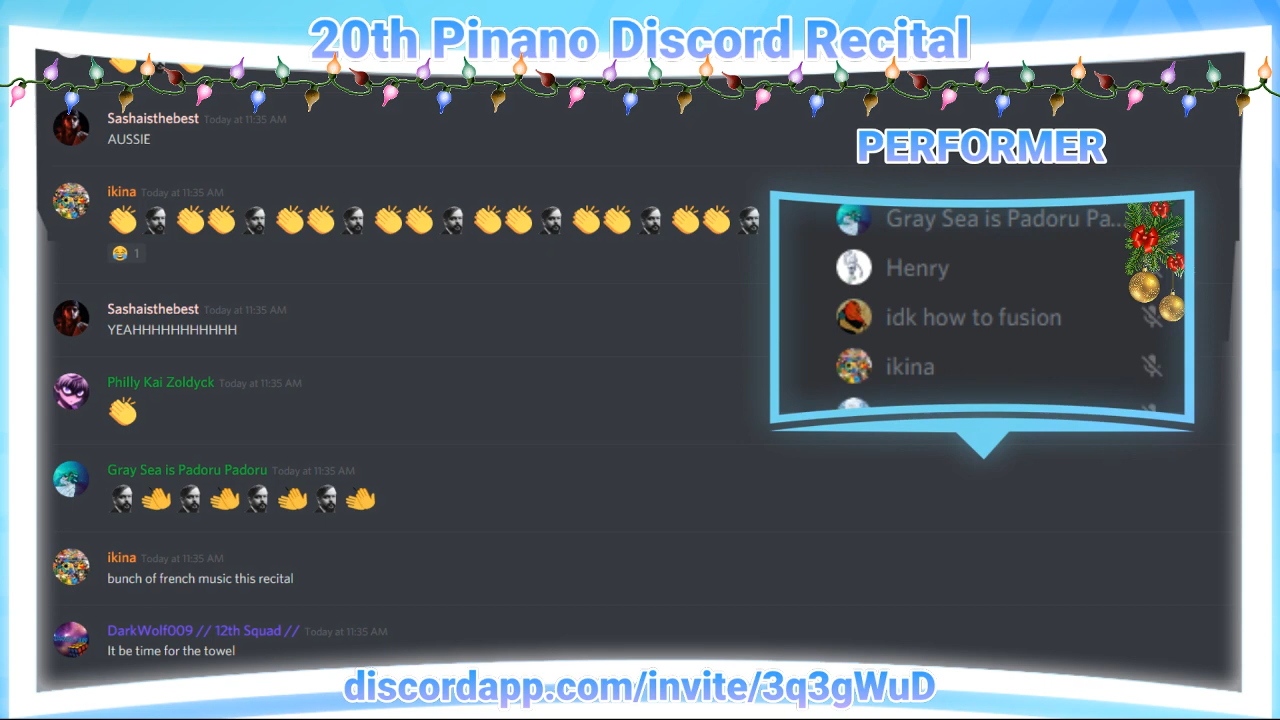 20th Pinano Discord Recital
Sashaisthebest Today at 11:35 AM
AUSSIE
PERFORMER
ikina Today at 11:35 AM
1
Gray Sea is Padoru Pa...
Henry
idk how to fusion
ikina
Sashaisthebest Today at 11:35 AM
YEAHHHHHHHHHHH
Philly Kai Zoldyck Today at 11:35 AM
Gray Sea is Padoru Padoru Today at 11:35 AM
ikina Today at 11:35 AM
bunch of french music this recital
DarkWolf009 // 12th Squad // Today at 11:35 AM
It be time for the towel
discordapp.com/invite/3q3gWuD